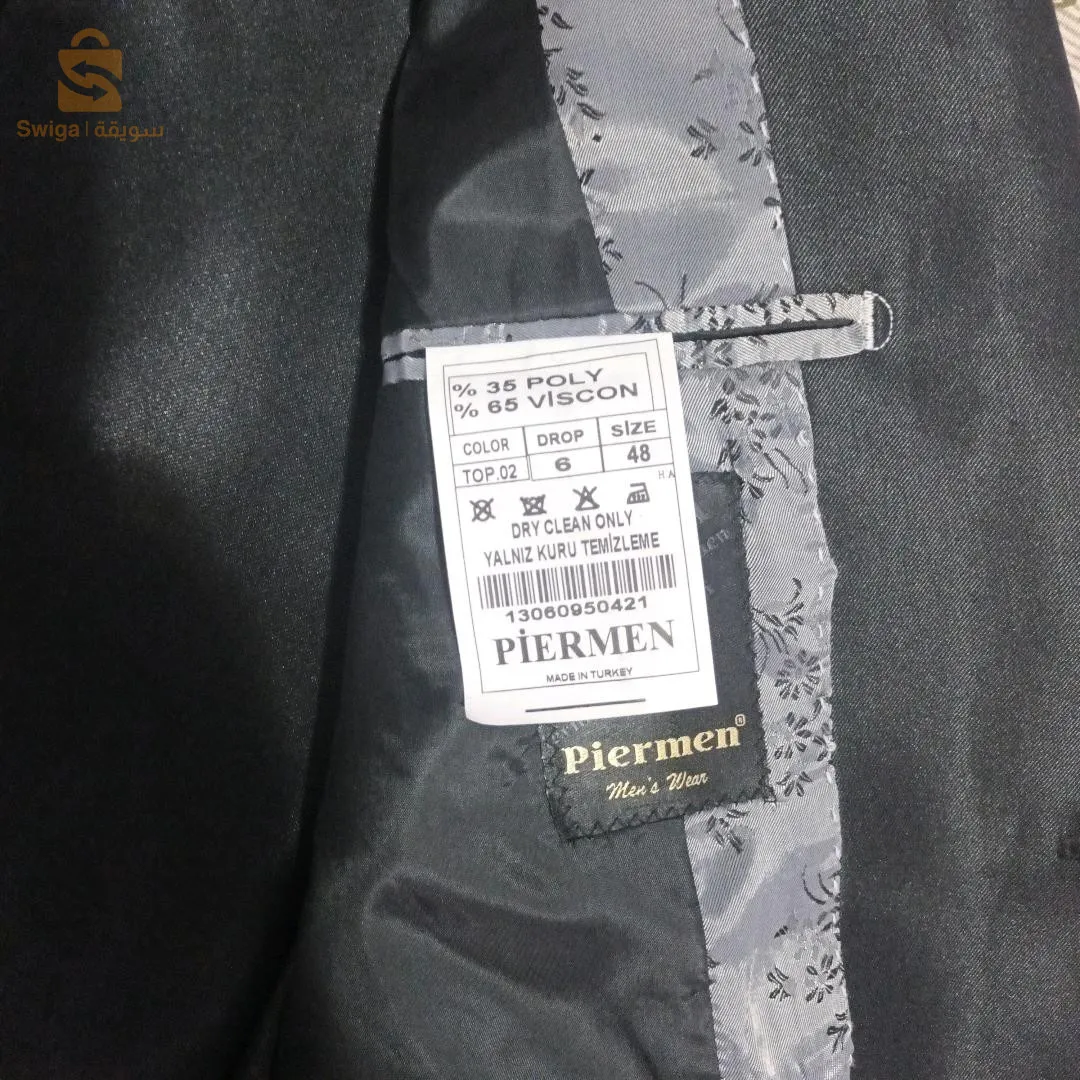 Swiga | سويقة
% 35 POLY
% 65 VİSCON
COLOR DROP SİZE
TOP.02 6 48
HA
DRY CLEAN ONLY
YALNIZ KURU TEMİZLEME
13060950421
PİERMEN
MADE IN TURKEY
Piermen®
Men's Wear